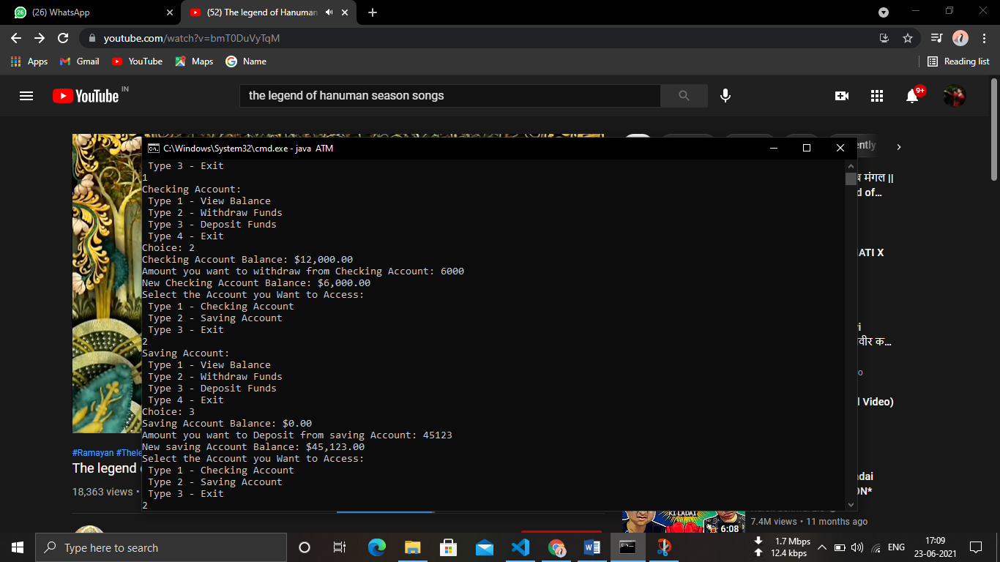 (26) WhatsApp
(52) The legend of Hanuman
youtube.com/watch?v=bmT0DuVyTqM
Apps
Gmail
YouTube
Maps
Name
Reading list
YouTube IN
the legend of hanuman season songs
9+
C:\Windows\System32\cmd.exe - java ATM
Type 3 - Exit
1
Checking Account:
Type 1 - View Balance
Type 2 - Withdraw Funds
Type 3 - Deposit Funds
Type 4 - Exit
Choice: 2
Checking Account Balance: $12,000.00
Amount you want to withdraw from Checking Account: 6000
New Checking Account Balance: $6,000.00
Select the Account you Want to Access:
Type 1 - Checking Account
Type 2 - Saving Account
Type 3 - Exit
2
Saving Account:
Type 1 - View Balance
Type 2 - Withdraw Funds
Type 3 - Deposit Funds
Type 4 - Exit
Choice: 3
Saving Account Balance: $0.00
Amount you want to Deposit from saving Account: 45123
New saving Account Balance: $45,123.00
Select the Account you Want to Access:
Type 1 - Checking Account
Type 2 - Saving Account
Type 3 - Exit
2
ently
मंगल ||
d of...
ATI X
ri
वीर क...
o
l Video)
dai
ON*
7.4M views • 11 months ago
KI LADAI
6:08
#Ramayan #Thele
The legend
18,363 views •
Type here to search
1.7 Mbps
12.4 kbps
ENG
17:09
23-06-2021